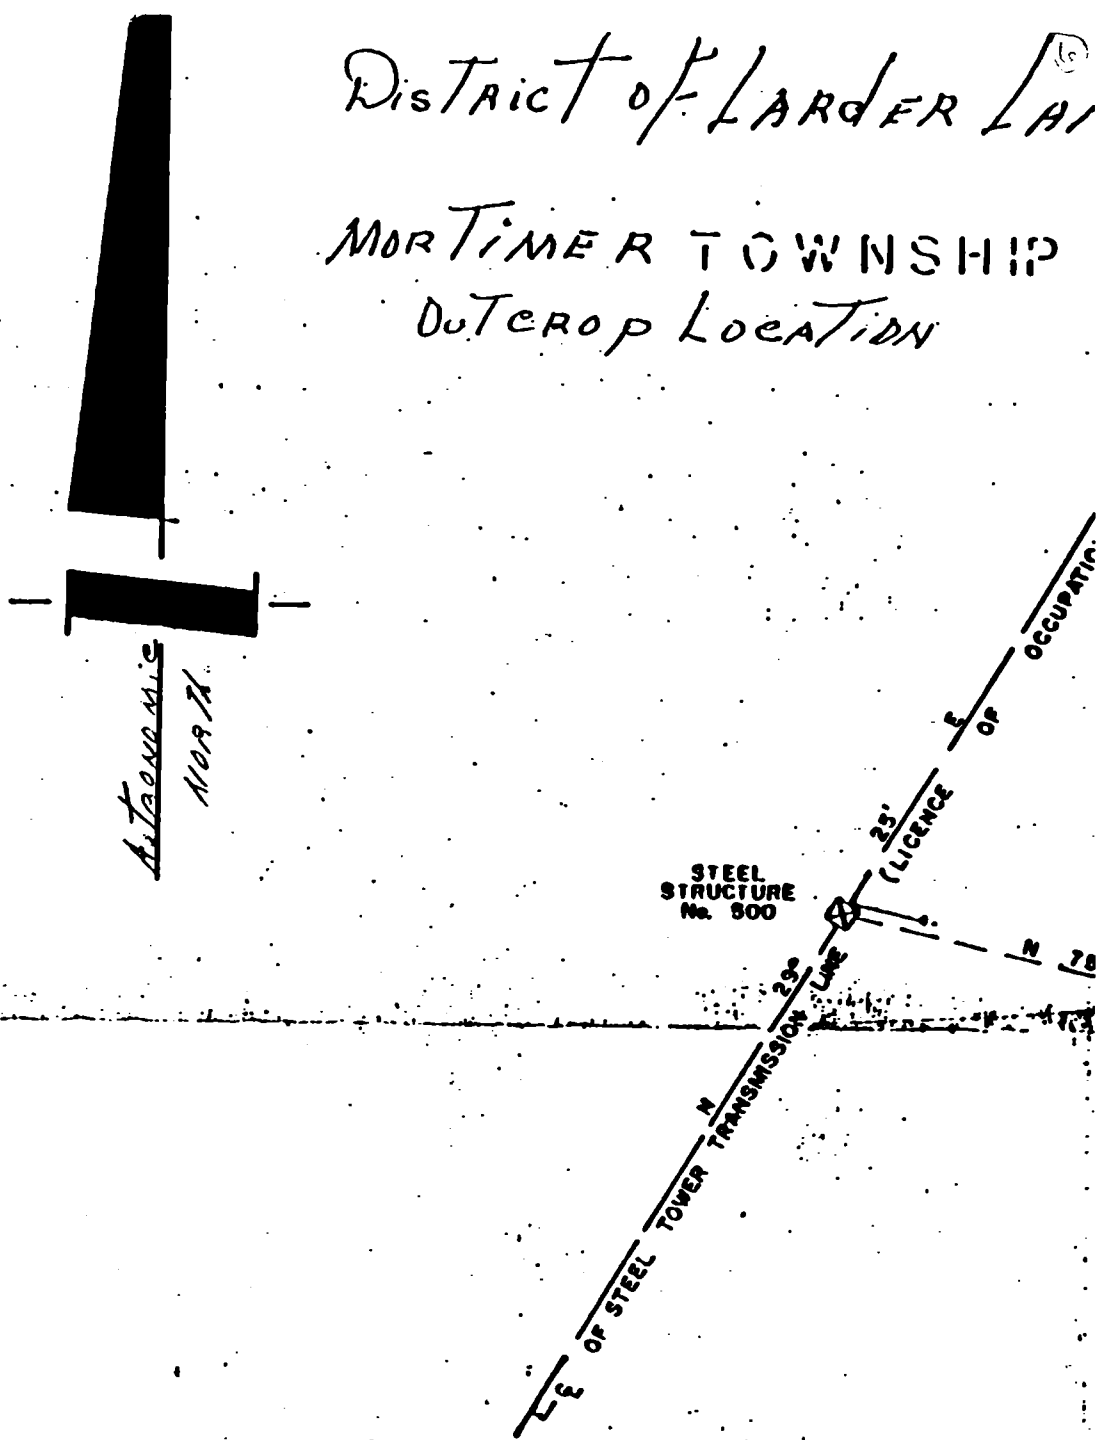 DisTRicT oF LARdER LA
MORTiMER TOWNSHIP
OuTCROp LOCATiON
ASTRONOMiC
NORTh.
OCCUPATIO
OF
E
25'
(LICENCE
STEEL
STRUCTURE
No. 500
N 78
29°
LINE
N
℄ OF STEEL TOWER TRANSMISSION